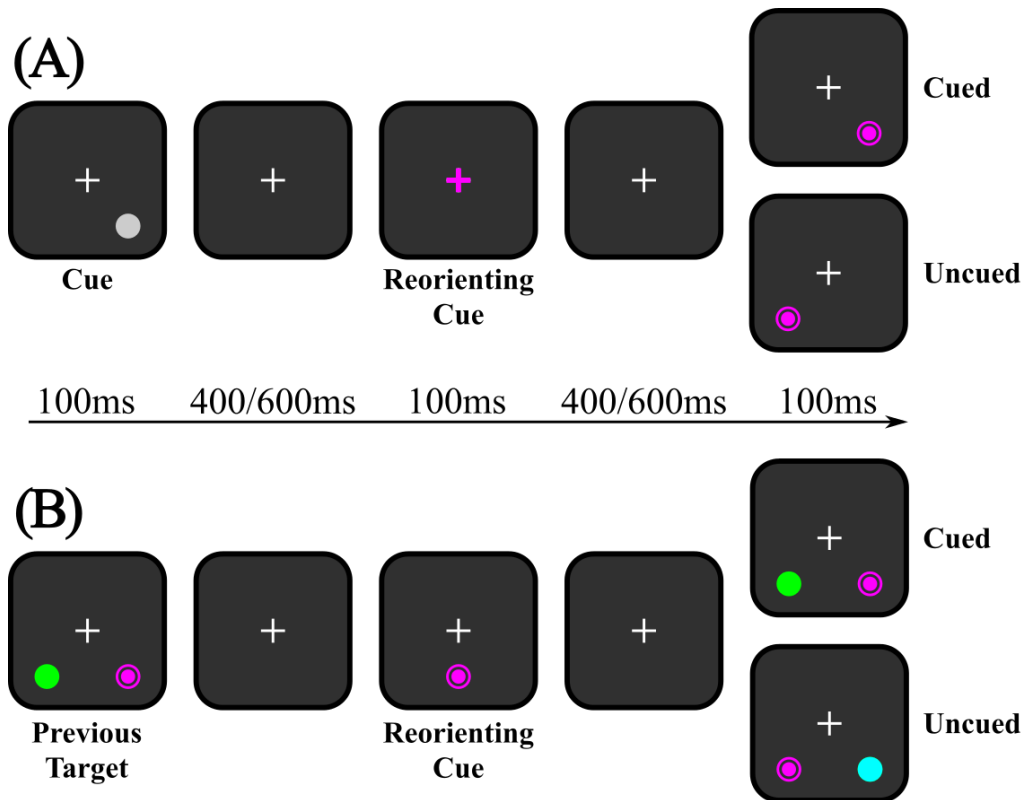 (A)
Cued
Cue
Reorienting
Cue
Uncued
100ms 400/600ms 100ms 400/600ms 100ms
(B)
Cued
Previous
Target
Reorienting
Cue
Uncued